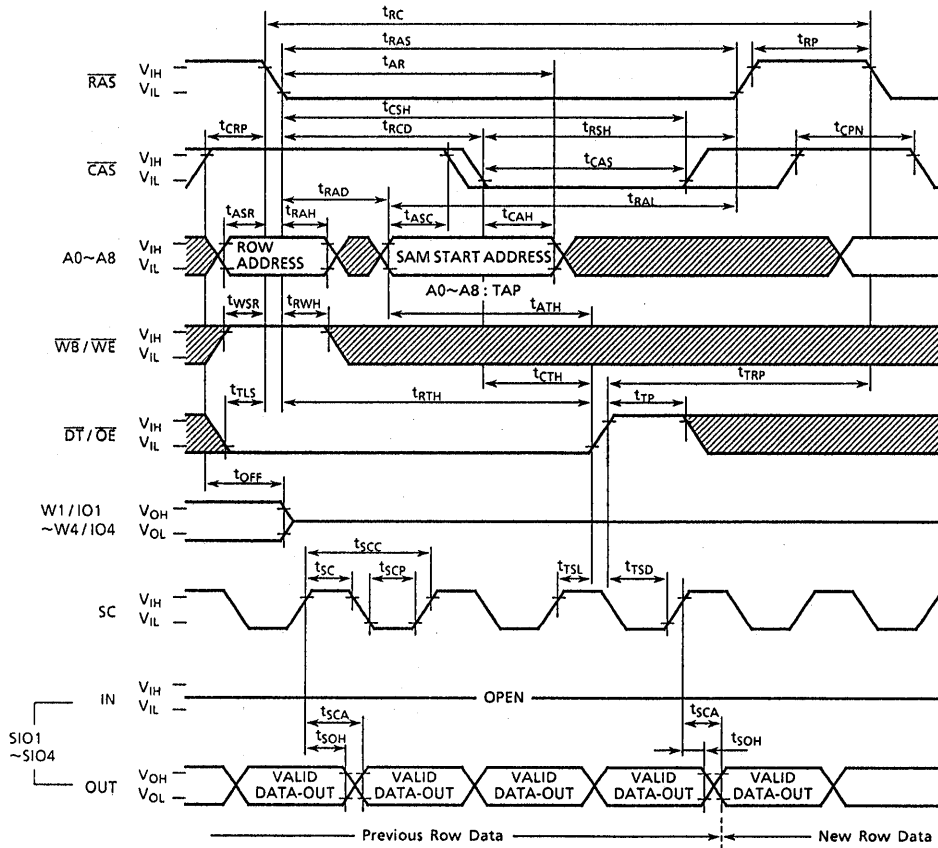 tRC
tRAS
tRP
tAR
RAS
VIH
VIL
tCSH
tCRP
tRCD
tRSH
tCPN
CAS
VIH
VIL
tCAS
tRAD
tRAL
tASR
tRAH
tASC
tCAH
A0~A8
VIH
VIL
ROW
ADDRESS
SAM START ADDRESS
A0~A8 : TAP
tATH
tWSR
tRWH
WB / WE
VIH
VIL
tCTH
tTRP
tTLS
tRTH
tTP
DT / OE
VIH
VIL
tOFF
W1/IO1
~W4/IO4
VOH
VOL
tSCC
tSC
tSCP
tTSL
tTSD
SC
VIH
VIL
IN
VIH
VIL
OPEN
SIO1
~SIO4
tSCA
tSOH
tSCA
tSOH
OUT
VOH
VOL
VALID
DATA-OUT
VALID
DATA-OUT
VALID
DATA-OUT
VALID
DATA-OUT
VALID
DATA-OUT
Previous Row Data
New Row Data